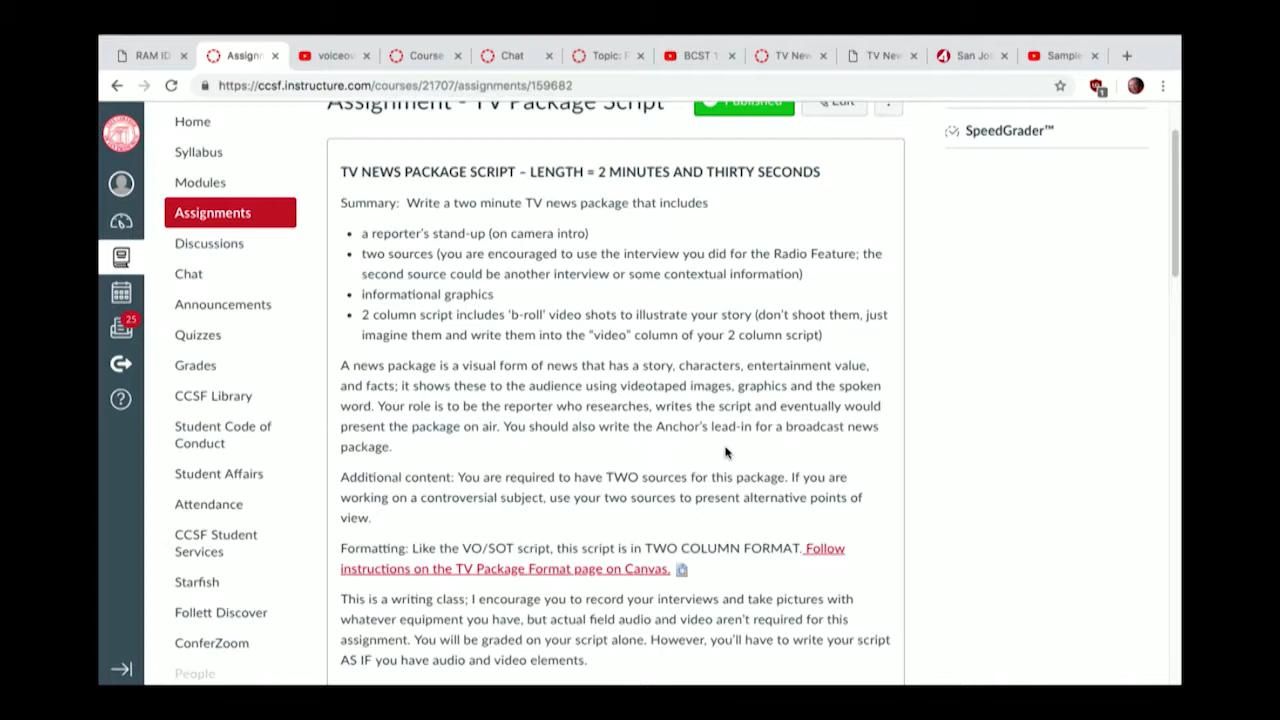 RAM ID
Assignn
voiceov
Course
Chat
Topic: F
BCST 1
TV New
TV New
San Jo
Sample
https://ccsf.instructure.com/courses/21707/assignments/159682
1
Assignment - TV Package Script
Published
Edit
SpeedGrader™
Home
Syllabus
Modules
Assignments
Discussions
Chat
Announcements
Quizzes
Grades
CCSF Library
Student Code of
Conduct
Student Affairs
Attendance
CCSF Student
Services
Starfish
Follett Discover
ConferZoom
People
25
TV NEWS PACKAGE SCRIPT – LENGTH = 2 MINUTES AND THIRTY SECONDS
Summary: Write a two minute TV news package that includes
• a reporter's stand-up (on camera intro)
• two sources (you are encouraged to use the interview you did for the Radio Feature; the
second source could be another interview or some contextual information)
• informational graphics
• 2 column script includes 'b-roll' video shots to illustrate your story (don't shoot them, just
imagine them and write them into the "video" column of your 2 column script)
A news package is a visual form of news that has a story, characters, entertainment value,
and facts; it shows these to the audience using videotaped images, graphics and the spoken
word. Your role is to be the reporter who researches, writes the script and eventually would
present the package on air. You should also write the Anchor's lead-in for a broadcast news
package.
Additional content: You are required to have TWO sources for this package. If you are
working on a controversial subject, use your two sources to present alternative points of
view.
Formatting: Like the VO/SOT script, this script is in TWO COLUMN FORMAT. Follow
instructions on the TV Package Format page on Canvas.
This is a writing class; I encourage you to record your interviews and take pictures with
whatever equipment you have, but actual field audio and video aren't required for this
assignment. You will be graded on your script alone. However, you'll have to write your script
AS IF you have audio and video elements.